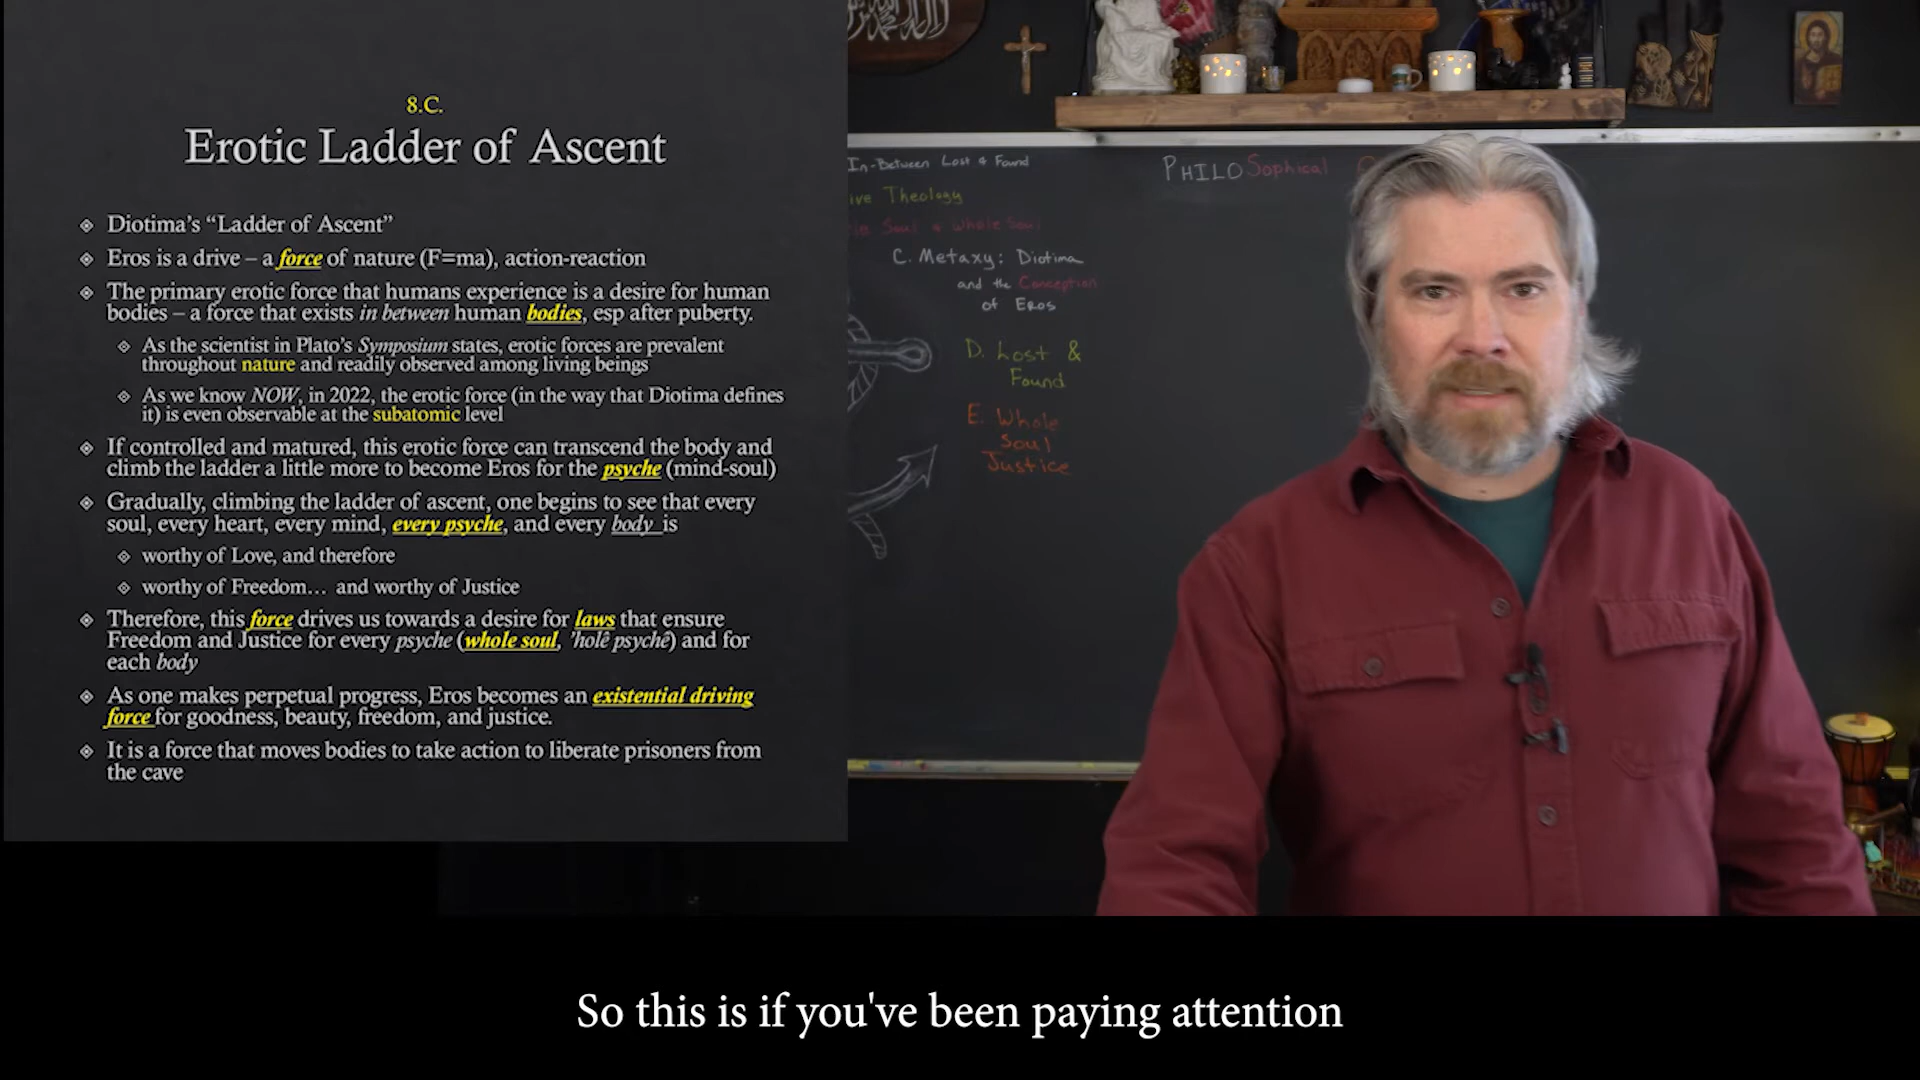 8.C.
Erotic Ladder of Ascent
Diotima's “Ladder of Ascent”
Eros is a drive – a force of nature (F=ma), action-reaction
The primary erotic force that humans experience is a desire for human
bodies – a force that exists in between human bodies, esp after puberty.
As the scientist in Plato's Symposium states, erotic forces are prevalent
throughout nature and readily observed among living beings
As we know NOW, in 2022, the erotic force (in the way that Diotima defines
it) is even observable at the subatomic level
If controlled and matured, this erotic force can transcend the body and
climb the ladder a little more to become Eros for the psyche (mind-soul)
Gradually, climbing the ladder of ascent, one begins to see that every
soul, every heart, every mind, every psyche, and every body is
worthy of Love, and therefore
worthy of Freedom… and worthy of Justice
Therefore, this force drives us towards a desire for laws that ensure
Freedom and Justice for every psyche (whole soul, 'holê psychê) and for
each body
As one makes perpetual progress, Eros becomes an existential driving
force for goodness, beauty, freedom, and justice.
It is a force that moves bodies to take action to liberate prisoners from
the cave
In-Between Lost & Found
ive Theology
Soul & Whole Soul
C. Metaxy: Diotima
and the Conception
of Eros
D. Lost &
Found
E. Whole
Soul
Justice
PHILOSophical
So this is if you've been paying attention